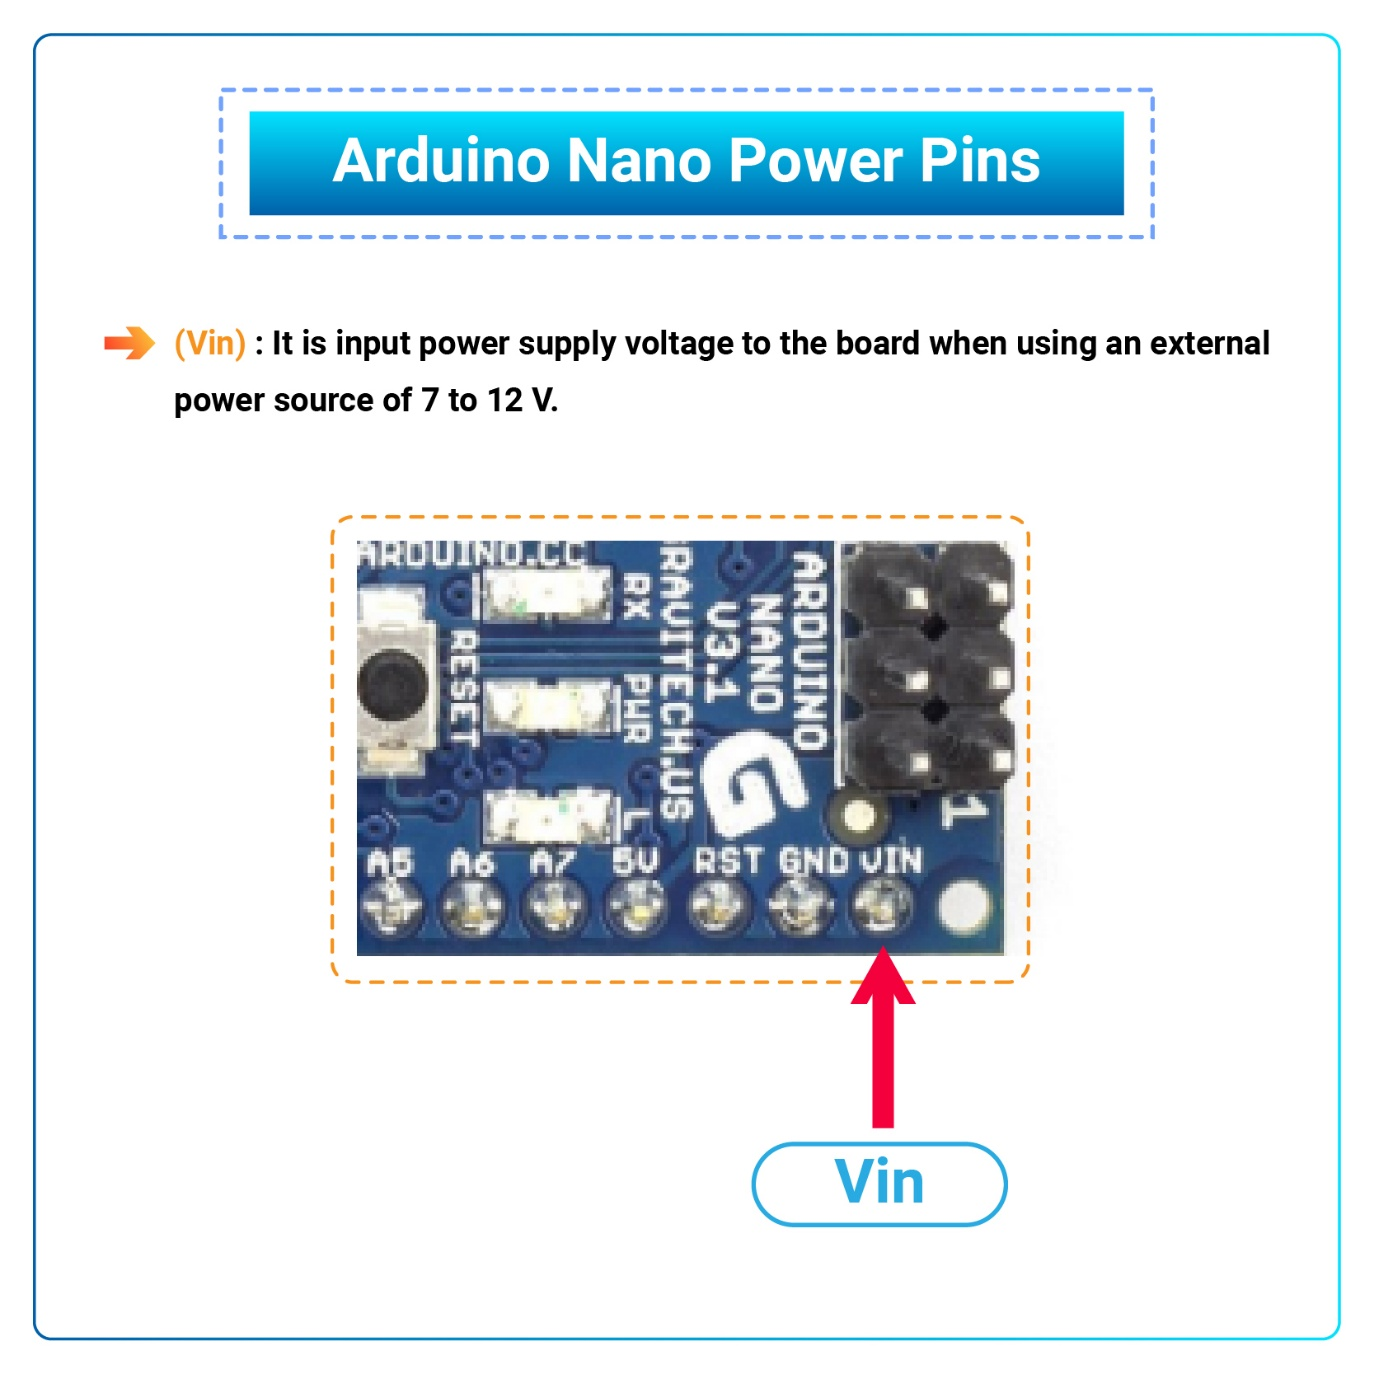 Arduino Nano Power Pins
(Vin) : It is input power supply voltage to the board when using an external
power source of 7 to 12 V.
ARDUINO.CC
RX
RESET
PWR
L
RAVITECH.US
ARDUINO
NANO
V3.1
G
1
A5 A6 A7 5V RST GND VIN
Vin